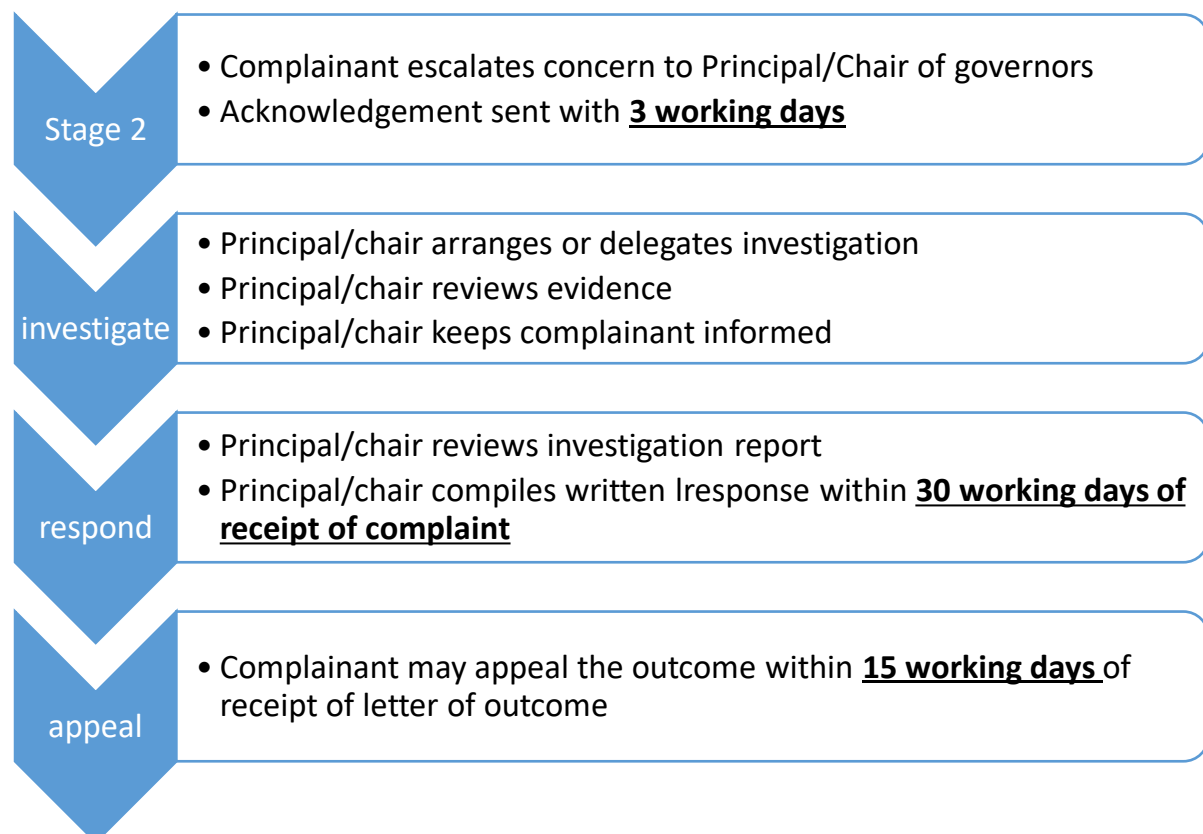 Stage 2
• Complainant escalates concern to Principal/Chair of governors
• Acknowledgement sent with 3 working days
investigate
• Principal/chair arranges or delegates investigation
• Principal/chair reviews evidence
• Principal/chair keeps complainant informed
respond
• Principal/chair reviews investigation report
• Principal/chair compiles written lresponse within 30 working days of
receipt of complaint
appeal
• Complainant may appeal the outcome within 15 working days of
receipt of letter of outcome